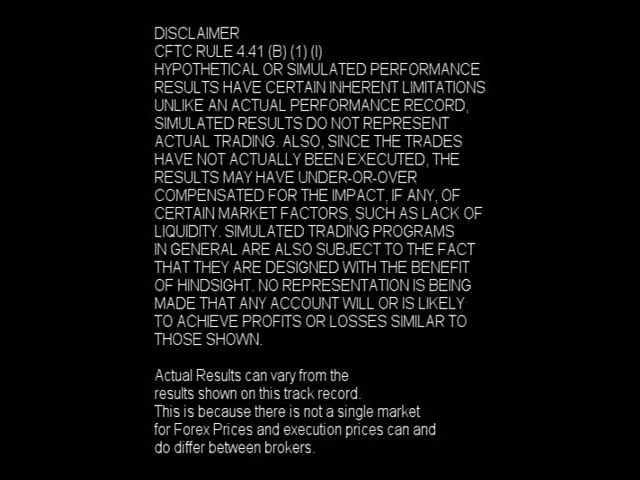 DISCLAIMER
CFTC RULE 4.41 (B) (1) (I)
HYPOTHETICAL OR SIMULATED PERFORMANCE
RESULTS HAVE CERTAIN INHERENT LIMITATIONS
UNLIKE AN ACTUAL PERFORMANCE RECORD,
SIMULATED RESULTS DO NOT REPRESENT
ACTUAL TRADING. ALSO, SINCE THE TRADES
HAVE NOT ACTUALLY BEEN EXECUTED, THE
RESULTS MAY HAVE UNDER-OR-OVER
COMPENSATED FOR THE IMPACT, IF ANY, OF
CERTAIN MARKET FACTORS, SUCH AS LACK OF
LIQUIDITY. SIMULATED TRADING PROGRAMS
IN GENERAL ARE ALSO SUBJECT TO THE FACT
THAT THEY ARE DESIGNED WITH THE BENEFIT
OF HINDSIGHT. NO REPRESENTATION IS BEING
MADE THAT ANY ACCOUNT WILL OR IS LIKELY
TO ACHIEVE PROFITS OR LOSSES SIMILAR TO
THOSE SHOWN.
Actual Results can vary from the
results shown on this track record.
This is because there is not a single market
for Forex Prices and execution prices can and
do differ between brokers.